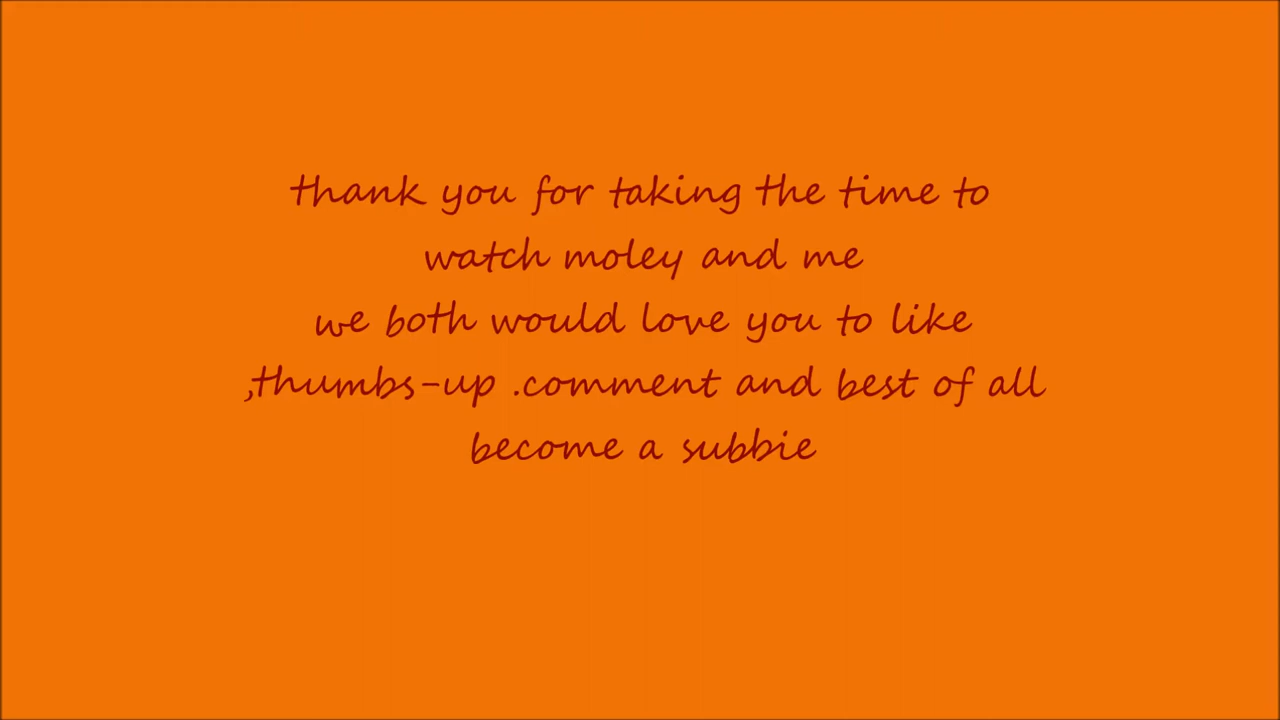 thank you for taking the time to
watch moley and me
we both would love you to like
,thumbs-up .comment and best of all
become a subbie